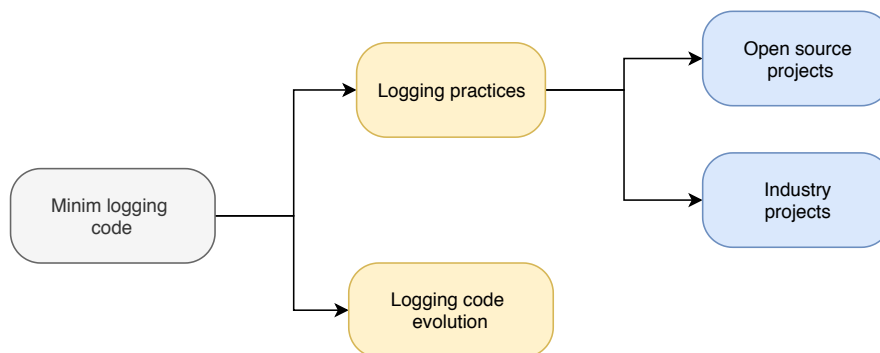 Minim logging
code
Logging practices
Logging code
evolution
Open source
projects
Industry
projects